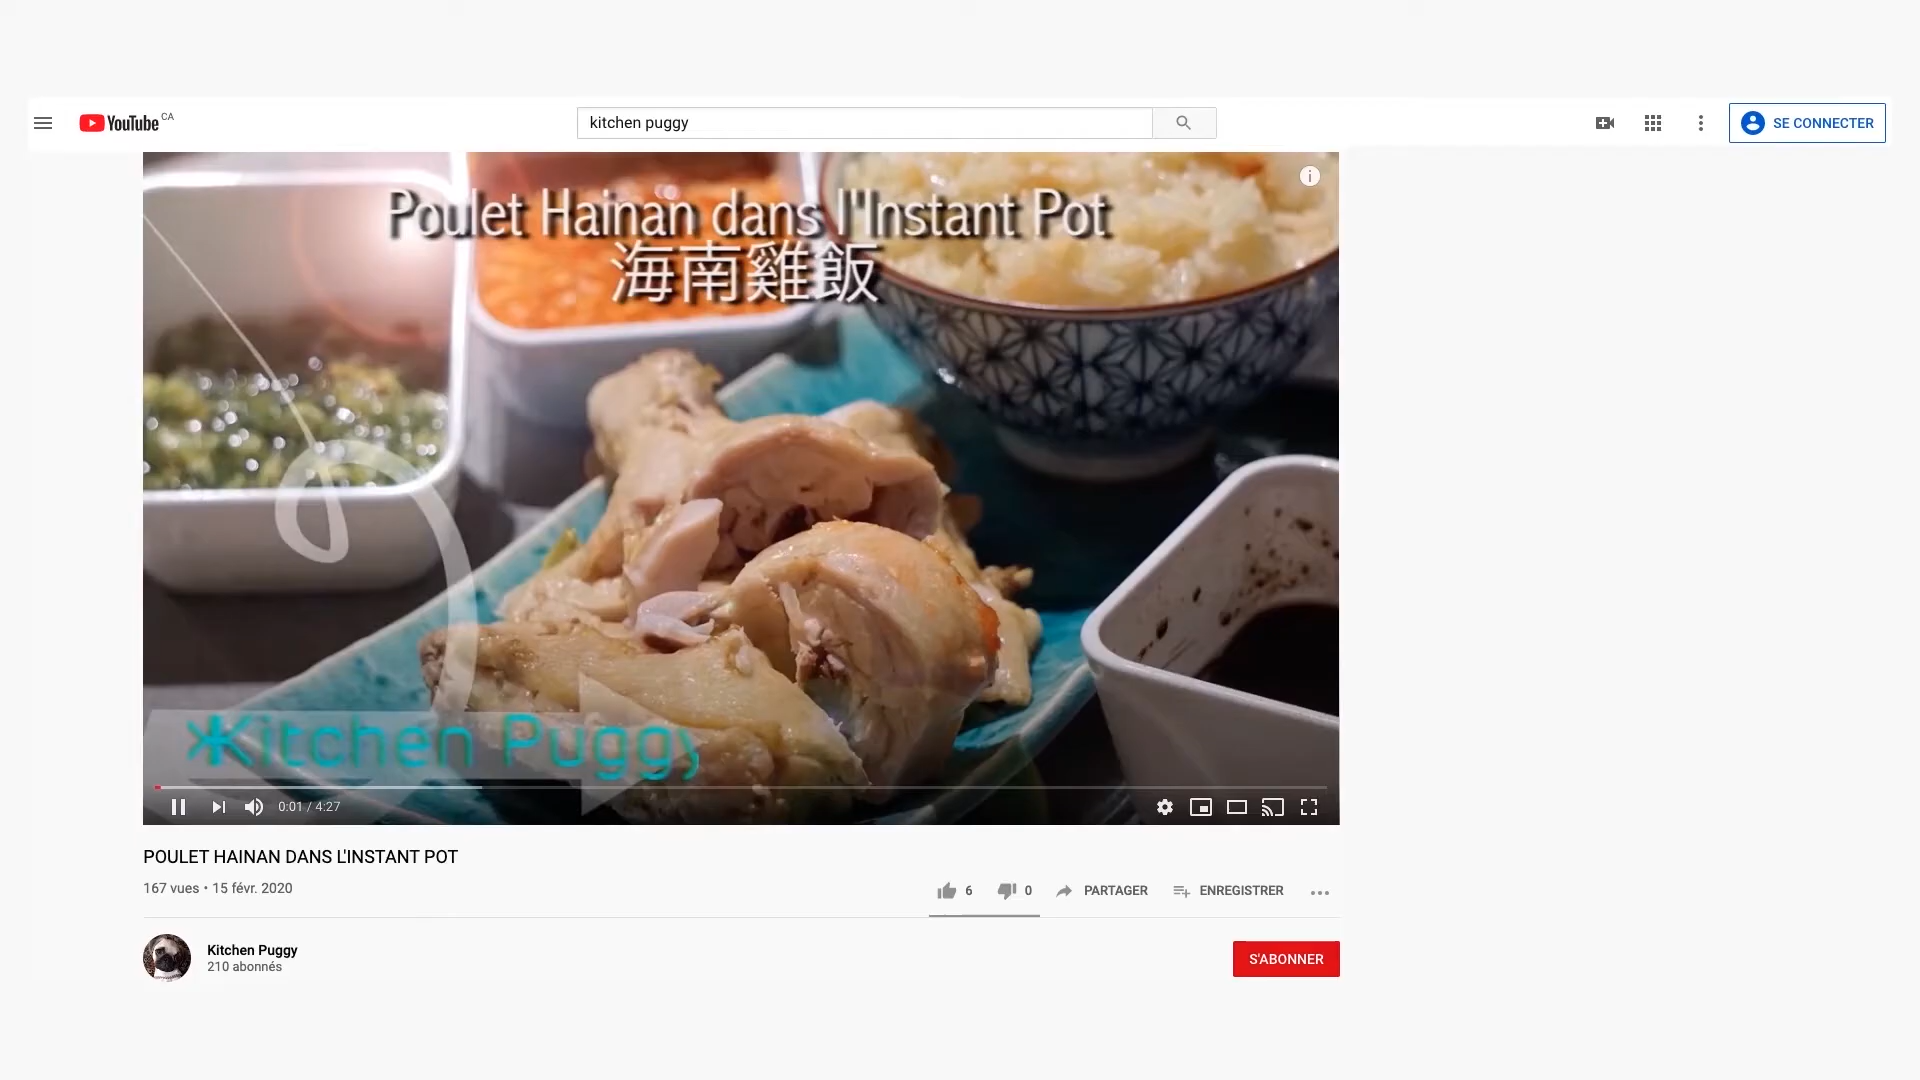 YouTube CA
kitchen puggy
SE CONNECTER
Poulet Hainan dans l"Instant Pot
海南雞飯
Kitchen Puggy
0:01 / 4:27
POULET HAINAN DANS L'INSTANT POT
167 vues • 15 févr. 2020
6
0
PARTAGER
ENREGISTRER
Kitchen Puggy
210 abonnés
S'ABONNER